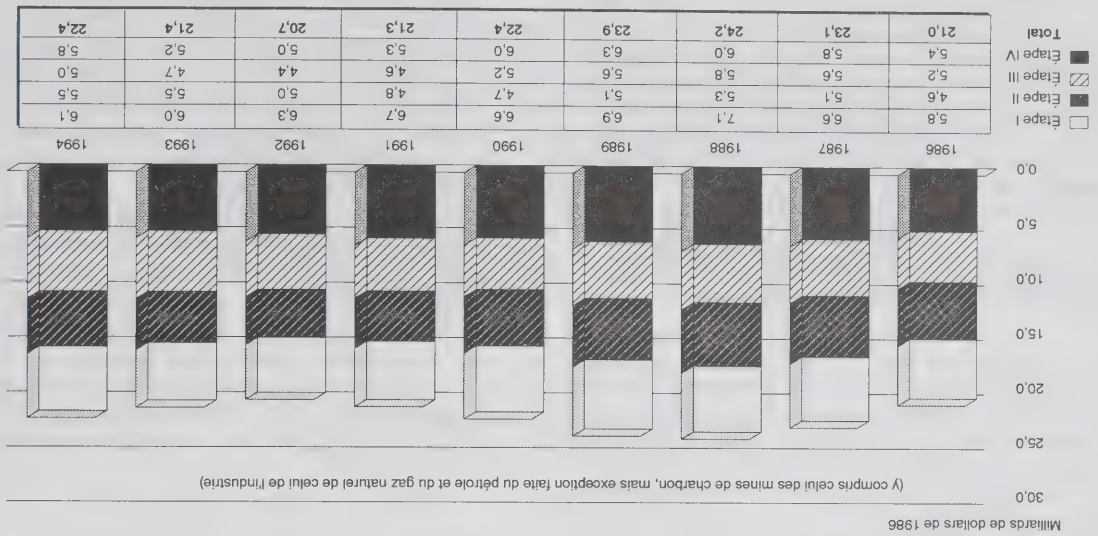 Milliards de dollars de 1986
30,0
(y compris celui des mines de charbon, mais exception faite du pétrole et du gaz naturel de celui de l'industrie)
25,0
20,0
15,0
10,0
5,0
0,0
1986 1987 1988 1989 1990 1991 1992 1993 1994
Étape I 5,8 6,6 7,1 6,9 6,6 6,7 6,3 6,0 6,1
Étape II 4,6 5,1 5,3 5,1 4,7 4,8 5,0 5,5 5,5
Étape III 5,2 5,6 5,8 5,6 5,2 4,6 4,4 4,7 5,0
Étape IV 5,4 5,8 6,0 6,3 6,0 5,3 5,0 5,2 5,8
Total 21,0 23,1 24,2 23,9 22,4 21,3 20,7 21,4 22,4